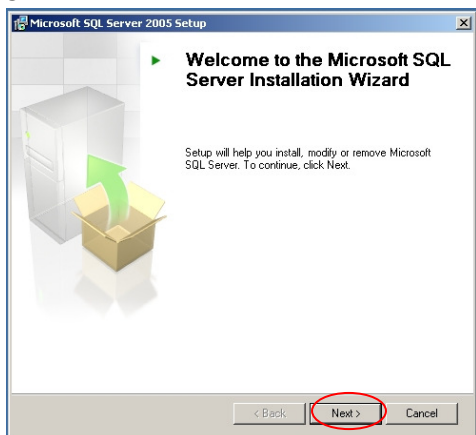 Microsoft SQL Server 2005 Setup
Welcome to the Microsoft SQL
Server Installation Wizard
Setup will help you install, modify or remove Microsoft
SQL Server. To continue, click Next.
< Back
Next >
Cancel